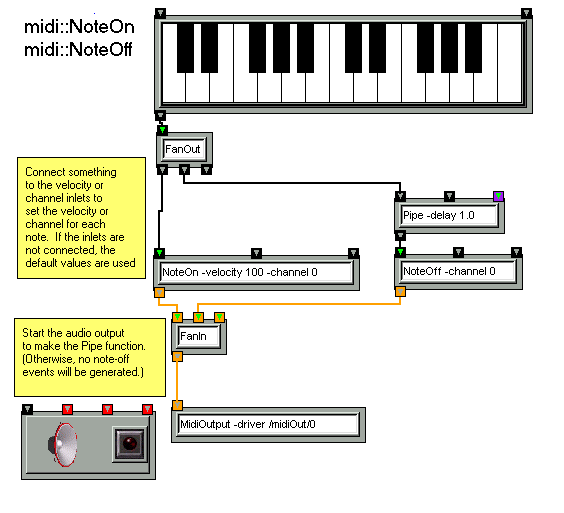 midi::NoteOn
midi::NoteOff
FanOut
Connect something
to the velocity or
channel inlets to
set the velocity or
channel for each
note. If the inlets are
not connected, the
default values are used
Pipe -delay 1.0
NoteOn -velocity 100 -channel 0
NoteOff -channel 0
Start the audio output
to make the Pipe function.
(Otherwise, no note-off
events will be generated.)
FanIn
MidiOutput -driver /midiOut/0